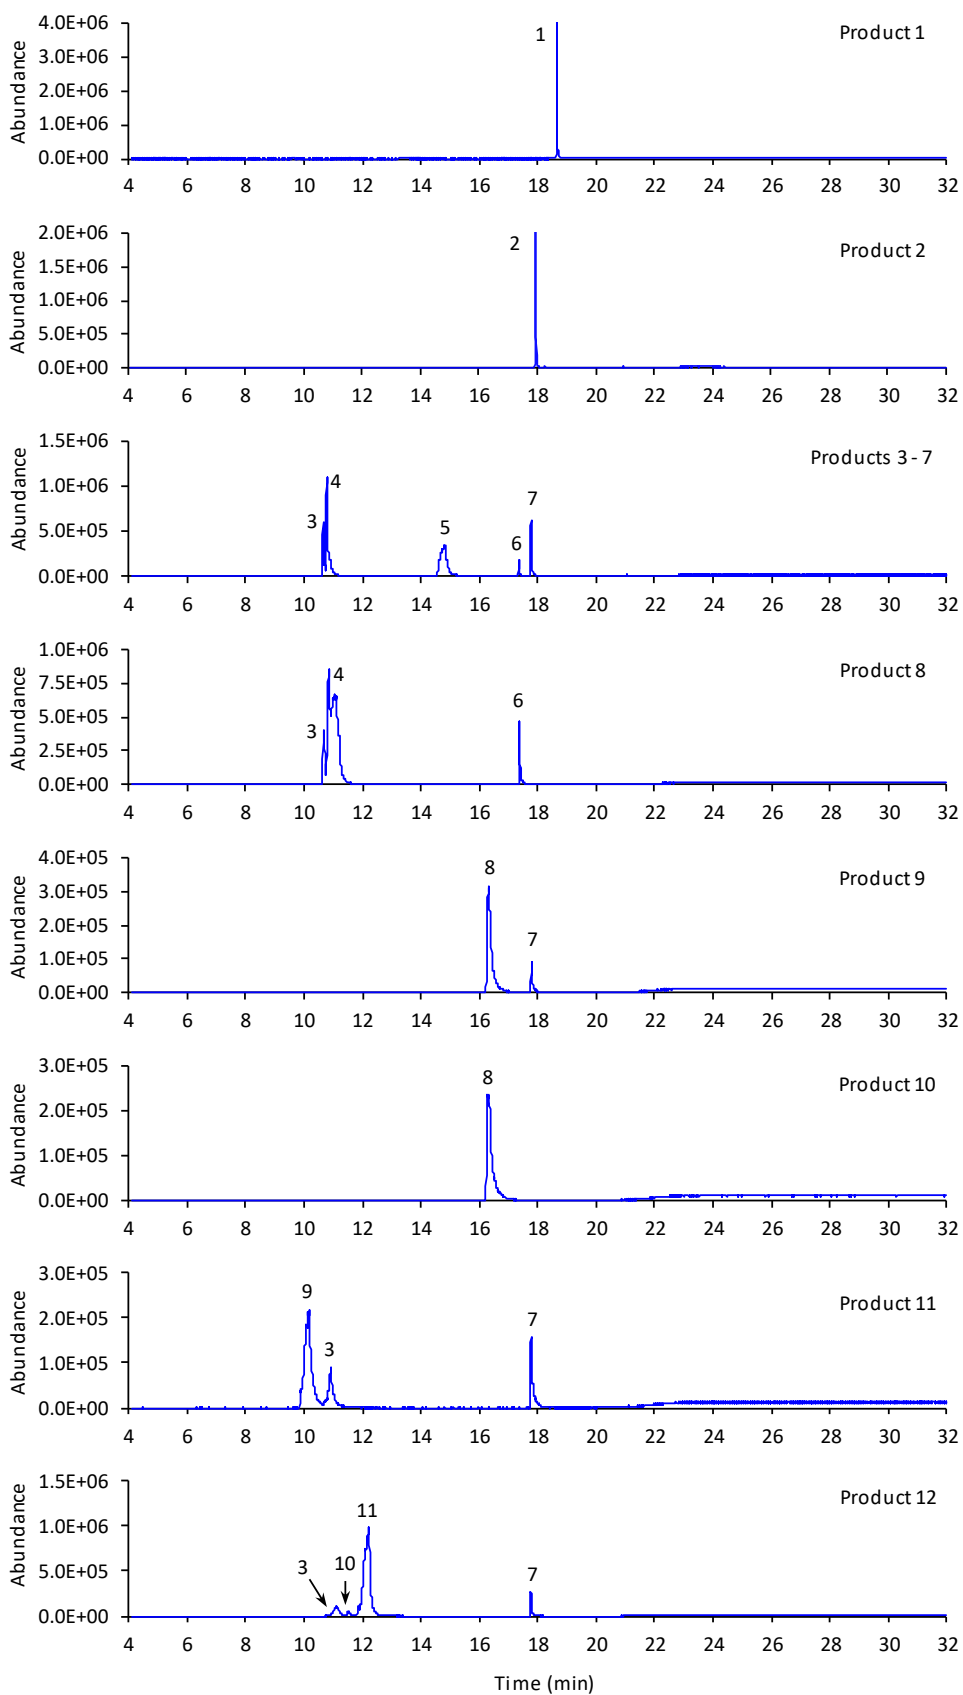 Product 1
Abundance
4.0E+06
3.0E+06
2.0E+06
1.0E+06
0.0E+00
1
4 6 8 10 12 14 16 18 20 22 24 26 28 30 32
Product 2
Abundance
2.0E+06
1.5E+06
1.0E+06
5.0E+05
0.0E+00
2
4 6 8 10 12 14 16 18 20 22 24 26 28 30 32
Products 3 - 7
Abundance
1.5E+06
1.0E+06
5.0E+05
0.0E+00
3 4 5 6 7
4 6 8 10 12 14 16 18 20 22 24 26 28 30 32
Product 8
Abundance
1.0E+06
7.5E+05
5.0E+05
2.5E+05
0.0E+00
3 4 6
4 6 8 10 12 14 16 18 20 22 24 26 28 30 32
Product 9
Abundance
4.0E+05
3.0E+05
2.0E+05
1.0E+05
0.0E+00
8 7
4 6 8 10 12 14 16 18 20 22 24 26 28 30 32
Product 10
Abundance
3.0E+05
2.0E+05
1.0E+05
0.0E+00
8
4 6 8 10 12 14 16 18 20 22 24 26 28 30 32
Product 11
Abundance
3.0E+05
2.0E+05
1.0E+05
0.0E+00
9 3 7
4 6 8 10 12 14 16 18 20 22 24 26 28 30 32
Product 12
Abundance
1.5E+06
1.0E+06
5.0E+05
0.0E+00
3 10 11 7
4 6 8 10 12 14 16 18 20 22 24 26 28 30 32
Time (min)